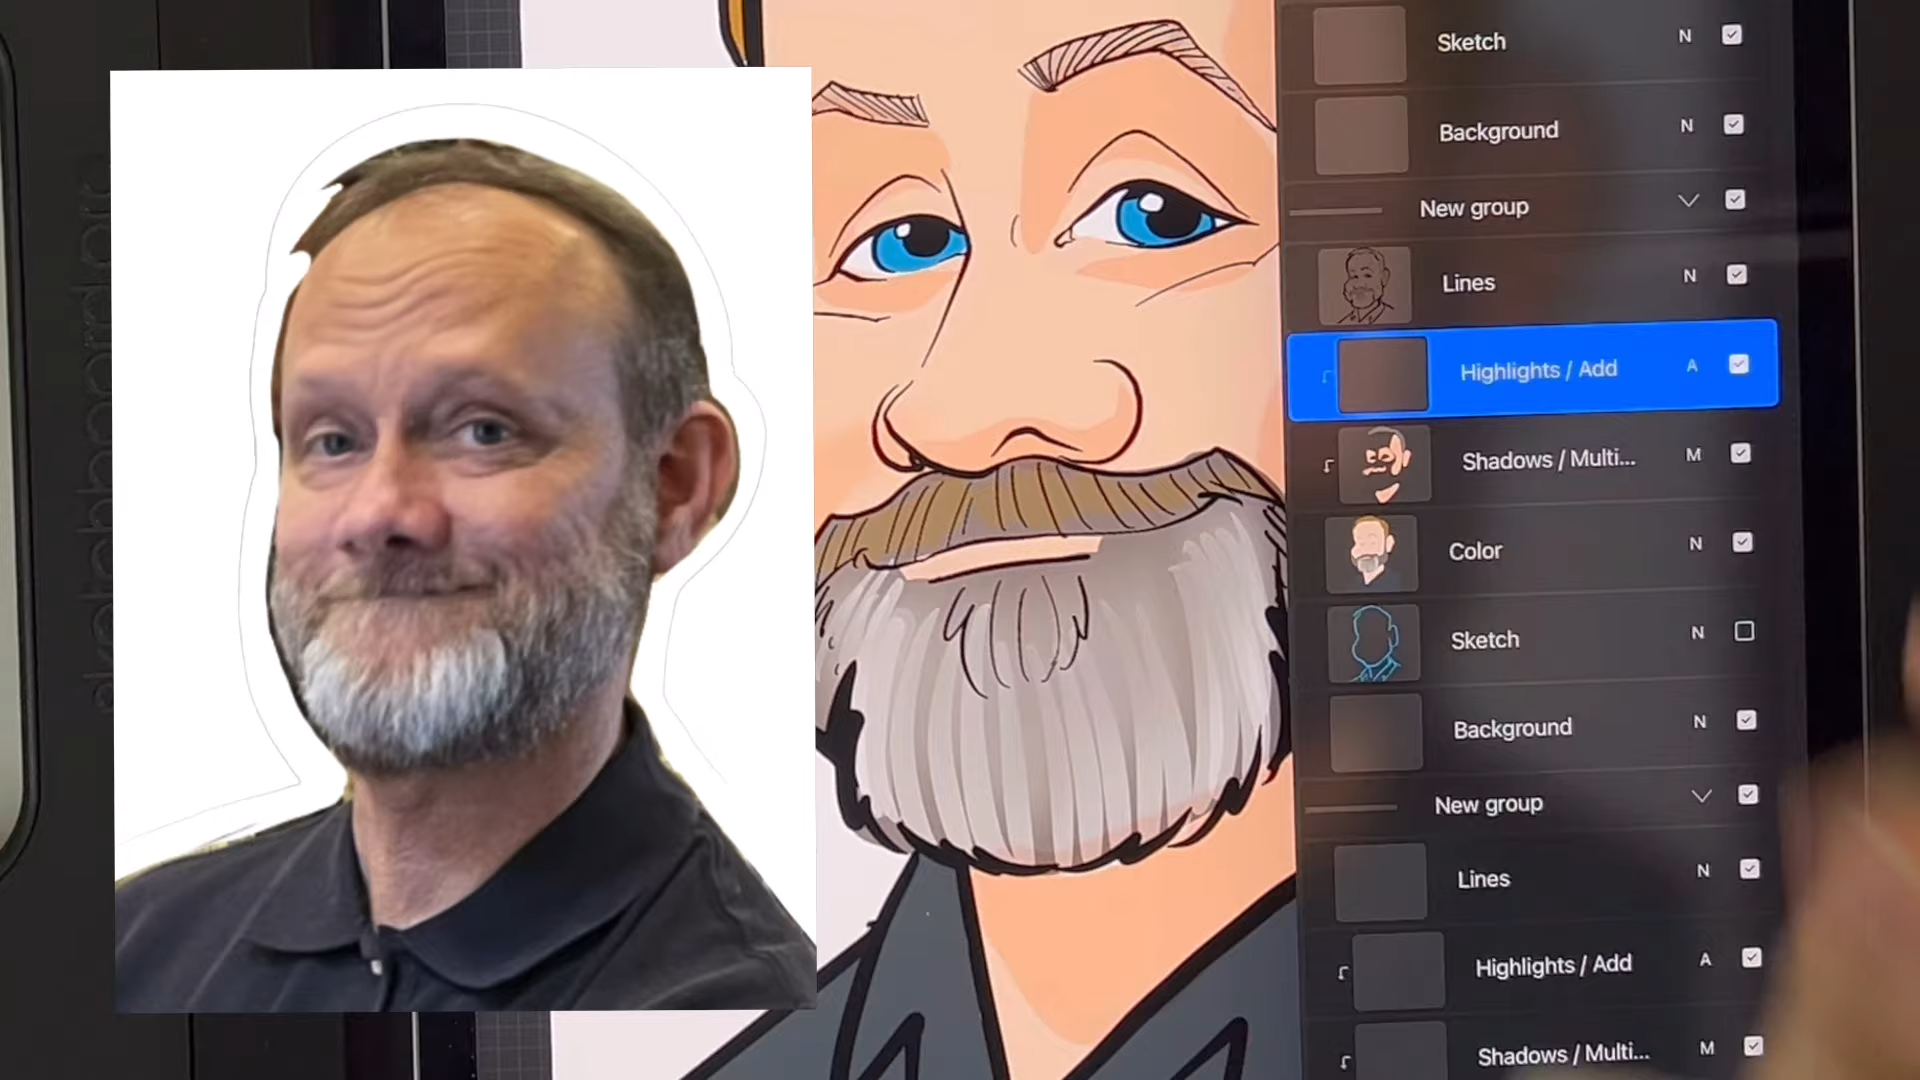 Sketch N
Background N
New group
Lines N
Highlights / Add A
Shadows / Multi... M
Color N
Sketch N
Background N
New group
Lines N
Highlights / Add A
Shadows / Multi... M